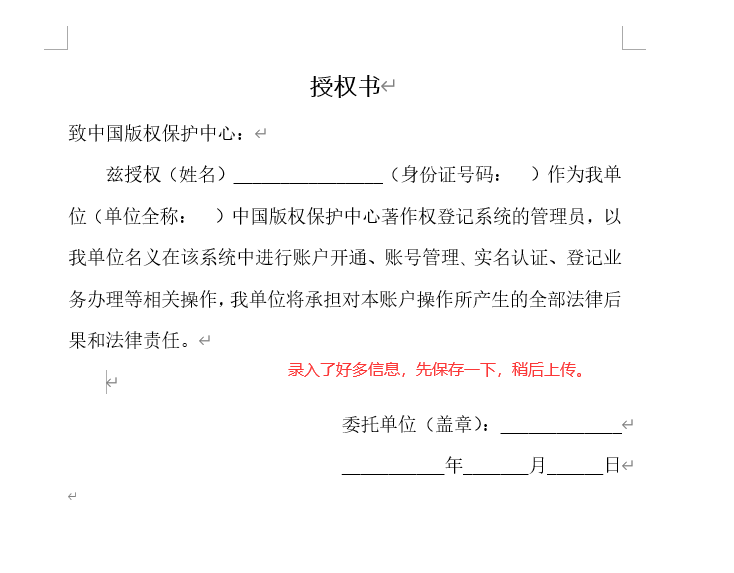 授权书
致中国版权保护中心：
兹授权（姓名）________________（身份证号码：　）作为我单
位（单位全称：　）中国版权保护中心著作权登记系统的管理员，以
我单位名义在该系统中进行账户开通、账号管理、实名认证、登记业
务办理等相关操作，我单位将承担对本账户操作所产生的全部法律后
果和法律责任。
录入了好多信息，先保存一下，稍后上传。
委托单位（盖章）：_____________
___________年_______月______日